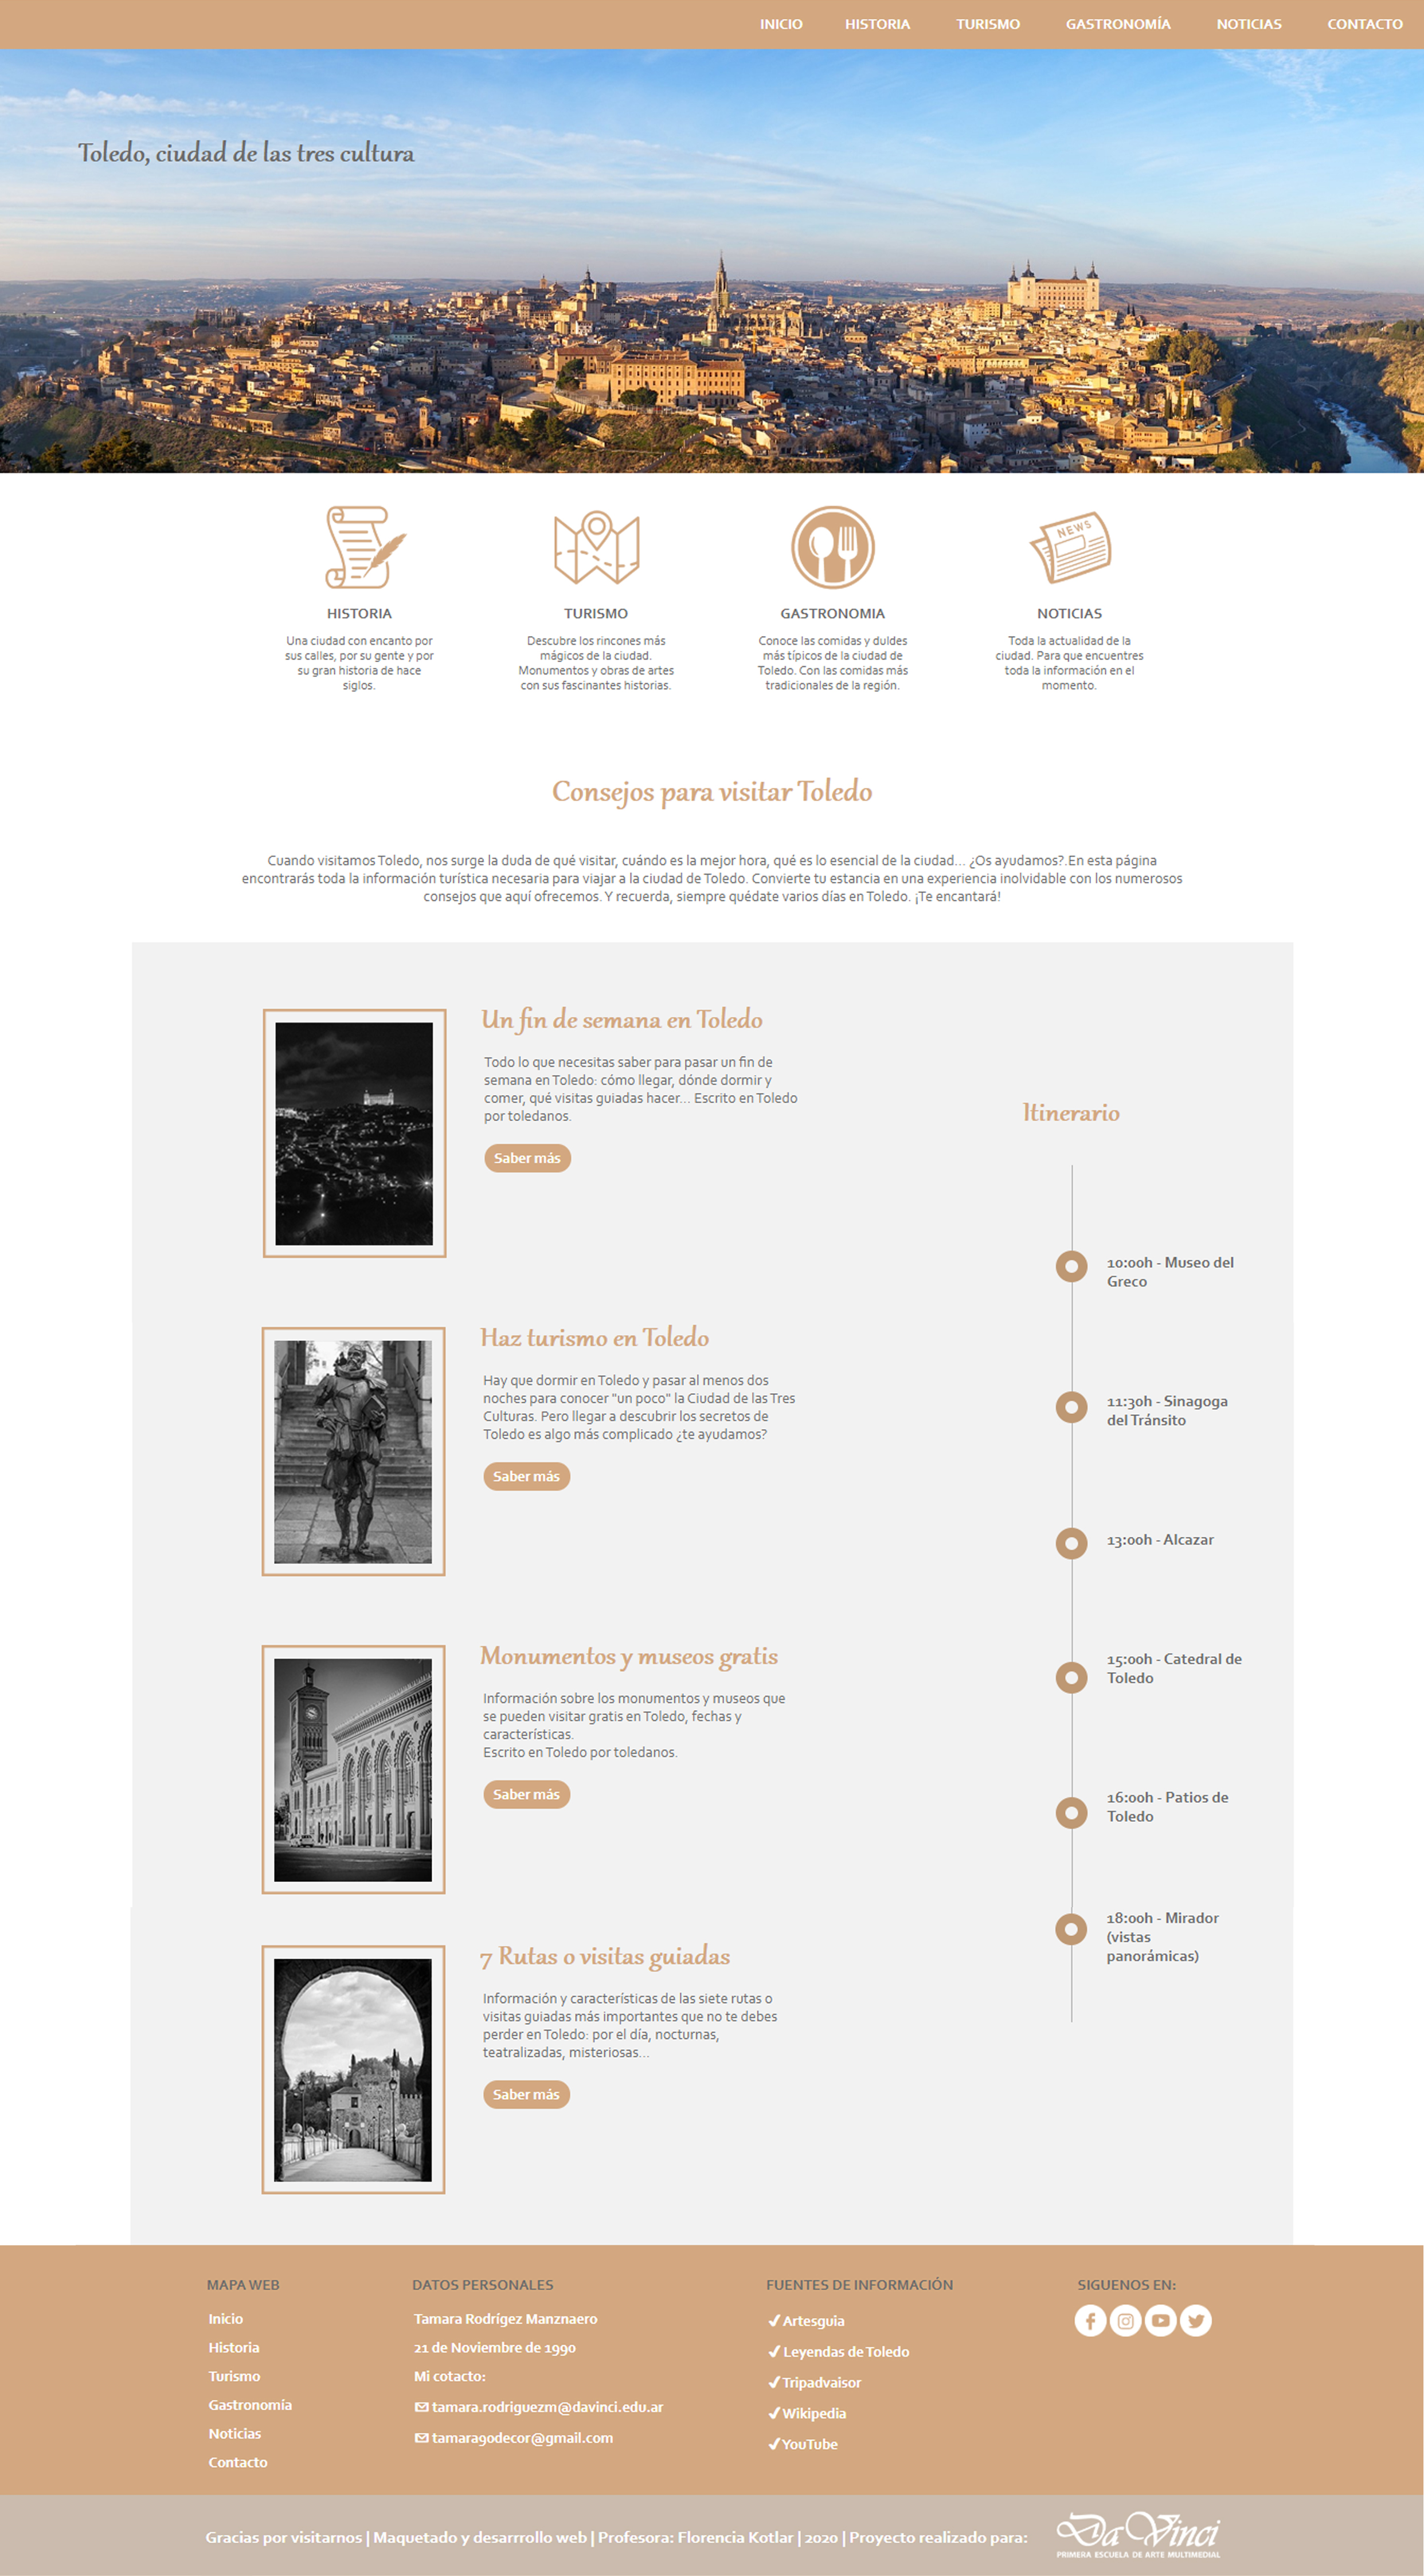 INICIO HISTORIA TURISMO GASTRONOMÍA NOTICIAS CONTACTO
Toledo, ciudad de las tres cultura
NEWS
HISTORIA
Una ciudad con encanto por
sus calles, por su gente y por
su gran historia de hace
siglos.
TURISMO
Descubre los rincones más
mágicos de la ciudad.
Monumentos y obras de artes
con sus fascinantes historias.
GASTRONOMIA
Conoce las comidas y duldes
más típicos de la ciudad de
Toledo. Con las comidas más
tradicionales de la región.
NOTICIAS
Toda la actualidad de la
ciudad. Para que encuentres
toda la información en el
momento.
Consejos para visitar Toledo
Cuando visitamos Toledo, nos surge la duda de qué visitar, cuándo es la mejor hora, qué es lo esencial de la ciudad... ¿Os ayudamos?.En esta página
encontrarás toda la información turística necesaria para viajar a la ciudad de Toledo. Convierte tu estancia en una experiencia inolvidable con los numerosos
consejos que aquí ofrecemos. Y recuerda, siempre quédate varios días en Toledo. ¡Te encantará!
Un fin de semana en Toledo
Todo lo que necesitas saber para pasar un fin de
semana en Toledo: cómo llegar, dónde dormir y
comer, qué visitas guiadas hacer... Escrito en Toledo
por toledanos.
Saber más
Haz turismo en Toledo
Hay que dormir en Toledo y pasar al menos dos
noches para conocer "un poco" la Ciudad de las Tres
Culturas. Pero llegar a descubrir los secretos de
Toledo es algo más complicado ¿te ayudamos?
Saber más
Monumentos y museos gratis
Información sobre los monumentos y museos que
se pueden visitar gratis en Toledo, fechas y
características.
Escrito en Toledo por toledanos.
Saber más
7 Rutas o visitas guiadas
Información y características de las siete rutas o
visitas guiadas más importantes que no te debes
perder en Toledo: por el día, nocturnas,
teatralizadas, misteriosas...
Saber más
Itinerario
10:00h - Museo del
Greco
11:30h - Sinagoga
del Tránsito
13:00h - Alcazar
15:00h - Catedral de
Toledo
16:00h - Patios de
Toledo
18:00h - Mirador
(vistas
panorámicas)
MAPA WEB
Inicio
Historia
Turismo
Gastronomía
Noticias
Contacto
DATOS PERSONALES
Tamara Rodrígez Manznaero
21 de Noviembre de 1990
Mi cotacto:
tamara.rodriguezm@davinci.edu.ar
tamaragodecor@gmail.com
FUENTES DE INFORMACIÓN
Artesguia
Leyendas de Toledo
Tripadvaisor
Wikipedia
YouTube
SIGUENOS EN:
Gracias por visitarnos | Maquetado y desarrrollo web | Profesora: Florencia Kotlar | 2020 | Proyecto realizado para:
Da Vinci
PRIMERA ESCUELA DE ARTE MULTIMEDIAL